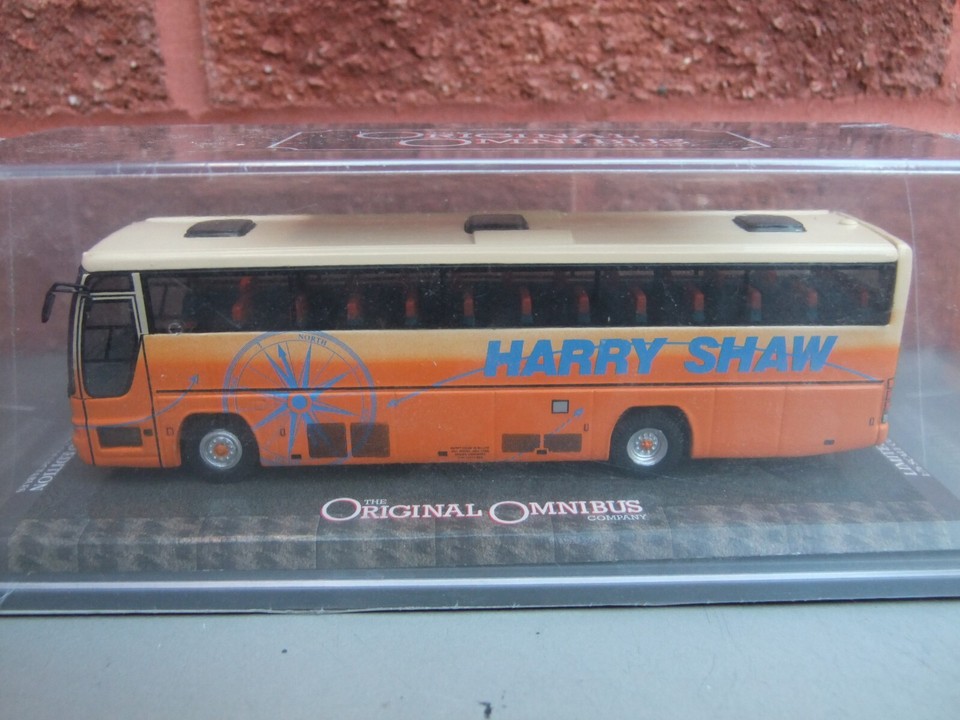 ORIGINAL
OMNIBUS
NORTH
HARRY SHAW
THE
ORIGINAL OMNIBUS
COMPANY